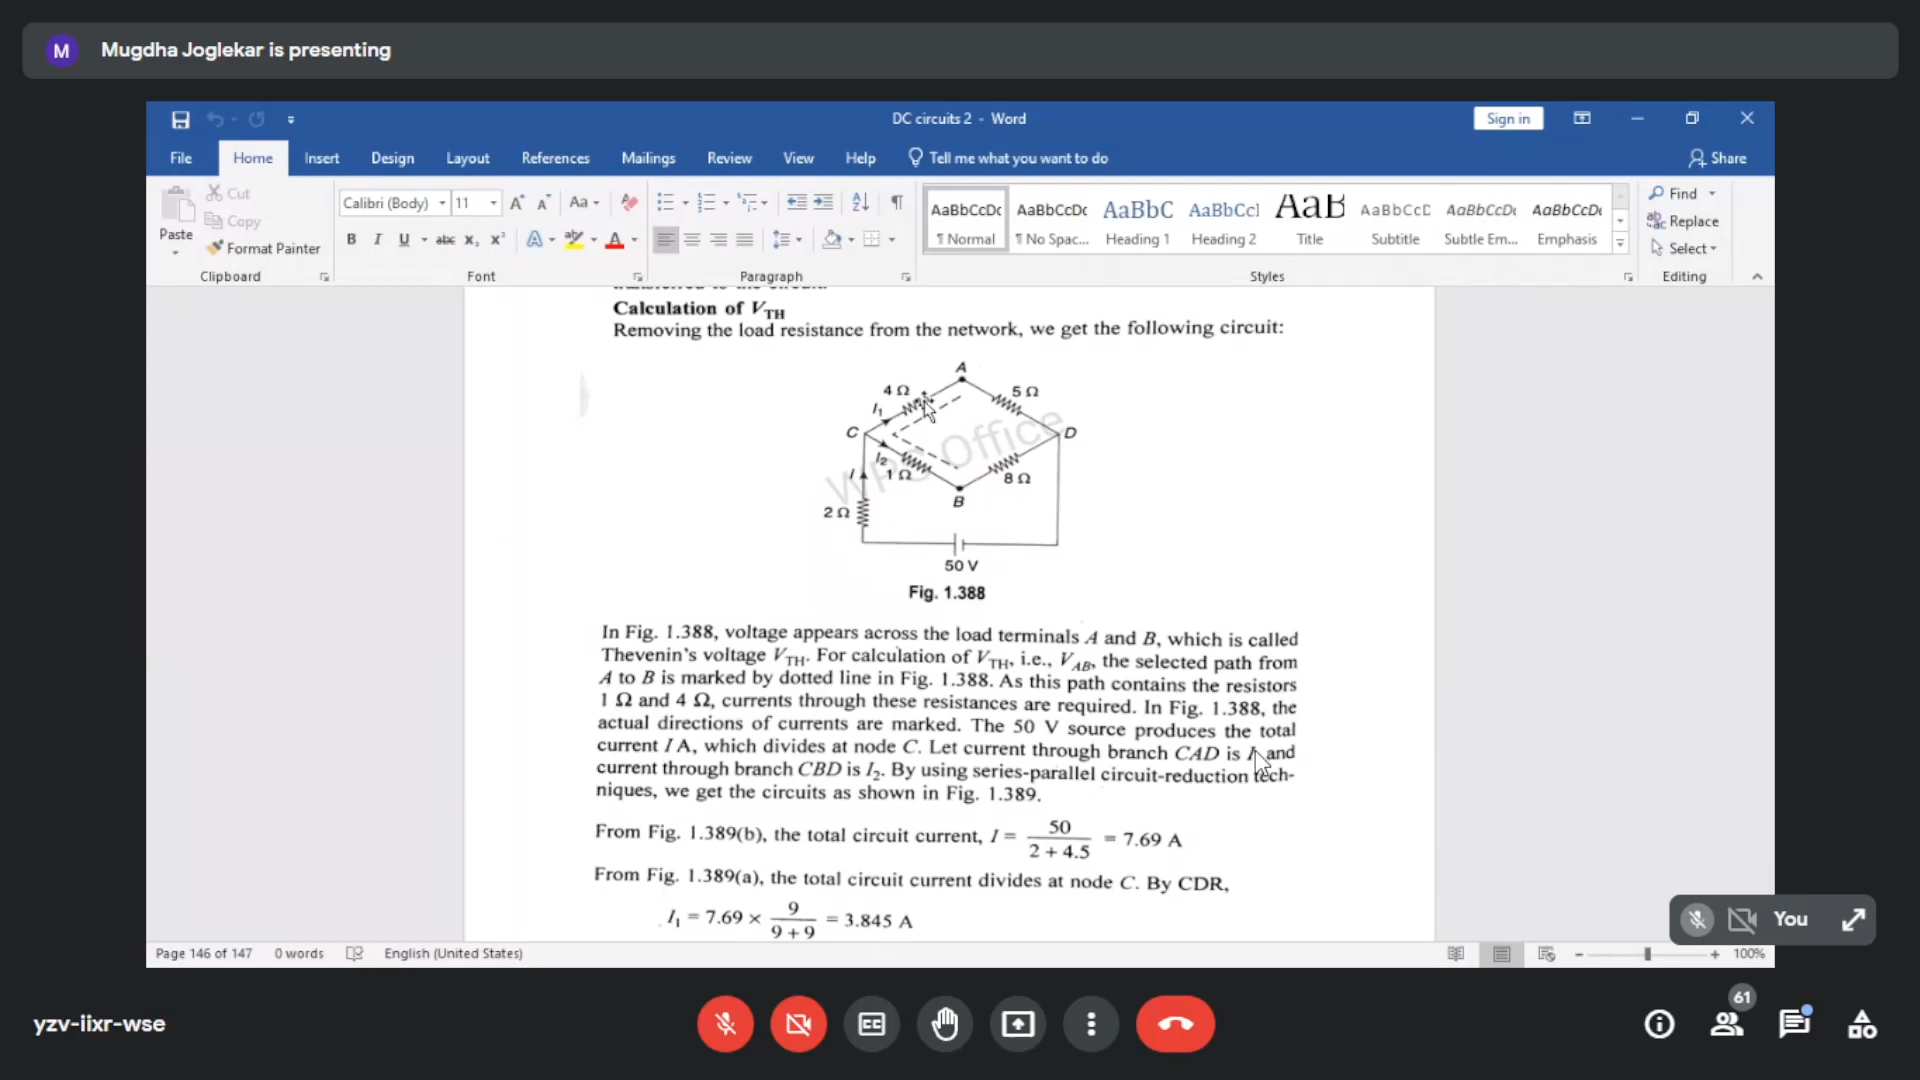 M Mugdha Joglekar is presenting
DC circuits 2 - Word
Sign in
File Home Insert Design Layout References Mailings Review View Help Tell me what you want to do Share
Paste
Cut
Copy
Format Painter
Clipboard
Calibri (Body) 11
Font
Paragraph
AaBbCcDc AaBbCcDc AaBbC AaBbCcI AaB AaBbCcD AaBbCcDc AaBbCcDc
¶ Normal ¶ No Spac... Heading 1 Heading 2 Title Subtitle Subtle Em... Emphasis
Styles
Find
Replace
Select
Editing
Calculation of V_TH
Removing the load resistance from the network, we get the following circuit:
A
4 Ω 5 Ω
I₁
C D
I₂
I 1 Ω 8 Ω
B
2 Ω
50 V
WPS Office
Fig. 1.388
In Fig. 1.388, voltage appears across the load terminals A and B, which is called
Thevenin's voltage V_TH. For calculation of V_TH, i.e., V_AB, the selected path from
A to B is marked by dotted line in Fig. 1.388. As this path contains the resistors
1 Ω and 4 Ω, currents through these resistances are required. In Fig. 1.388, the
actual directions of currents are marked. The 50 V source produces the total
current I A, which divides at node C. Let current through branch CAD is I and
current through branch CBD is I₂. By using series-parallel circuit-reduction tech-
niques, we get the circuits as shown in Fig. 1.389.
From Fig. 1.389(b), the total circuit current, I = 50 / (2 + 4.5) = 7.69 A
From Fig. 1.389(a), the total circuit current divides at node C. By CDR,
I₁ = 7.69 × 9 / (9 + 9) = 3.845 A
Page 146 of 147 0 words English (United States) 100%
You
yzv-iixr-wse
61